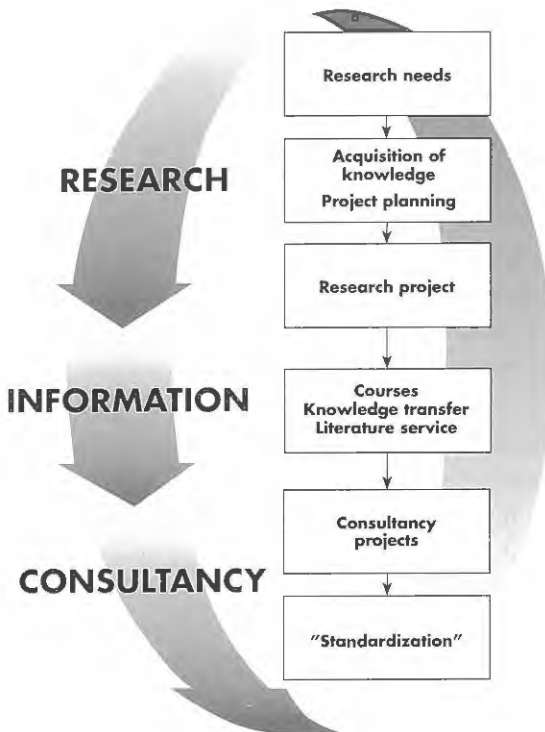 Research needs
RESEARCH
Acquisition of
knowledge
Project planning
Research project
INFORMATION
Courses
Knowledge transfer
Literature service
Consultancy
projects
CONSULTANCY
"Standardization"